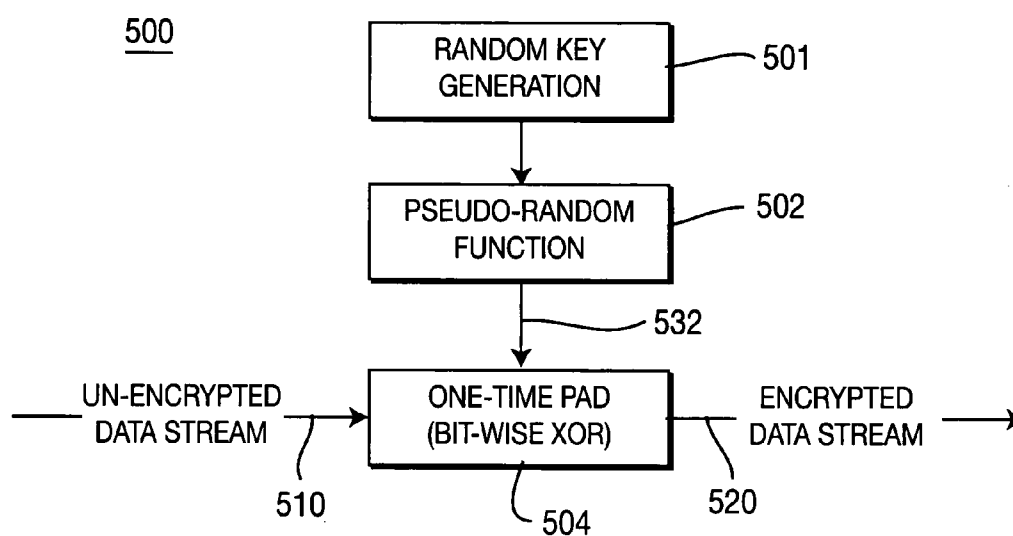 500
RANDOM KEY
GENERATION
501
PSEUDO-RANDOM
FUNCTION
502
532
UN-ENCRYPTED
DATA STREAM
510
ONE-TIME PAD
(BIT-WISE XOR)
504
520
ENCRYPTED
DATA STREAM